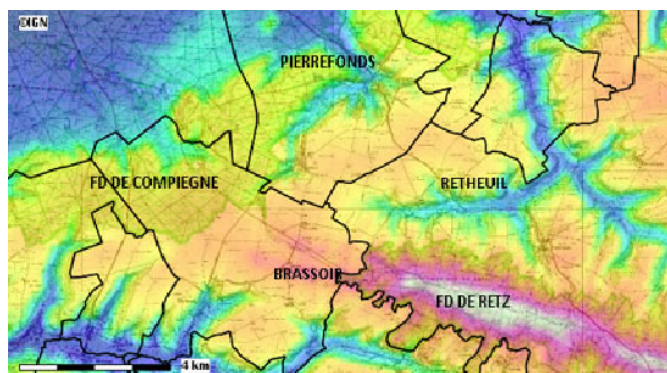 ©IGN
PIERREFONDS
FD DE COMPIEGNE
RETHEUIL
BRASSOIR
FD DE RETZ
4 km